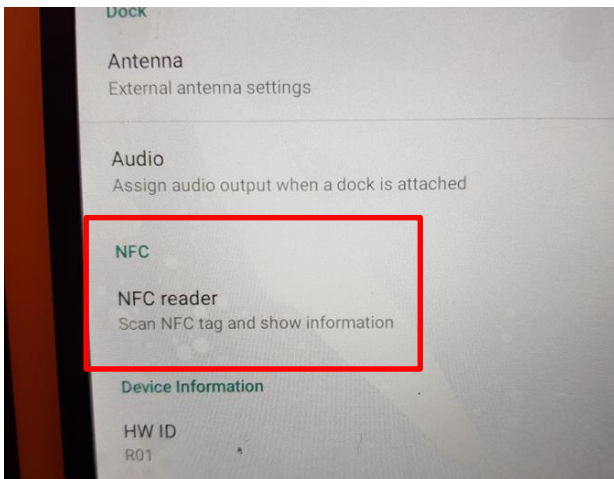 Dock
Antenna
External antenna settings
Audio
Assign audio output when a dock is attached
NFC
NFC reader
Scan NFC tag and show information
Device Information
HW ID
R01